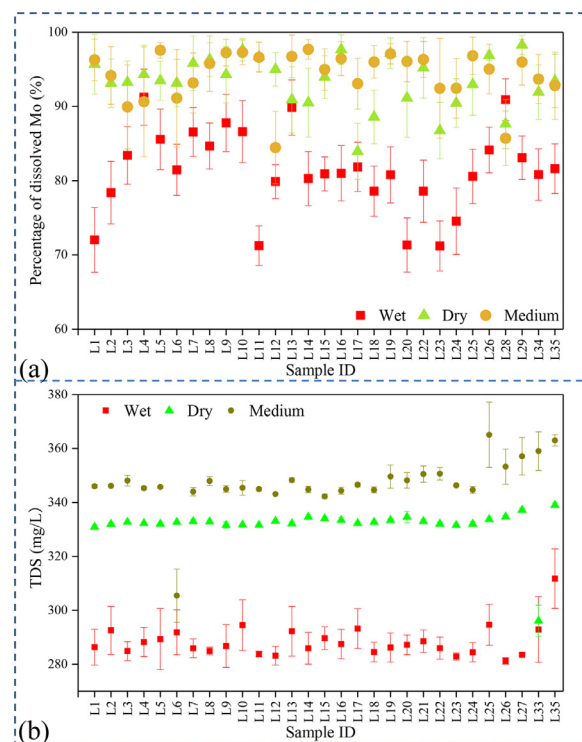 Percentage of dissolved Mo (%)
100
90
80
70
60
Wet Dry Medium
L1 L2 L3 L4 L5 L6 L7 L8 L9 L10 L11 L12 L13 L14 L15 L16 L17 L18 L19 L20 L22 L23 L24 L25 L26 L28 L29 L34 L35
(a)
Sample ID
TDS (mg/L)
380
360
340
320
300
280
Wet Dry Medium
L1 L2 L3 L4 L5 L6 L7 L8 L9 L10 L11 L12 L13 L14 L15 L16 L17 L18 L19 L20 L21 L22 L23 L24 L25 L26 L27 L33 L35
(b)
Sample ID